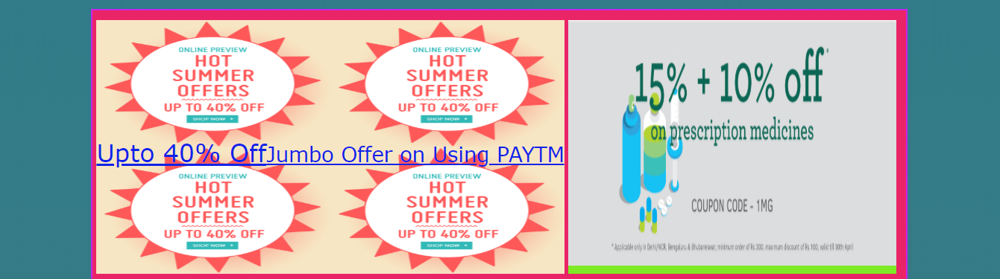 ONLINE PREVIEW
HOT
SUMMER
OFFERS
UP TO 40% OFF
SHOP NOW
ONLINE PREVIEW
HOT
SUMMER
OFFERS
UP TO 40% OFF
SHOP NOW
Upto 40% OffJumbo Offer on Using PAYTM
ONLINE PREVIEW
HOT
SUMMER
OFFERS
UP TO 40% OFF
SHOP NOW
ONLINE PREVIEW
HOT
SUMMER
OFFERS
UP TO 40% OFF
SHOP NOW
15% + 10% off*
on prescription medicines
COUPON CODE - 1MG
* Applicable only in Delhi/NCR, Bengaluru & Bhubaneswar, minimum order of Rs.300, maximum discount of Rs.100, valid till 30th April